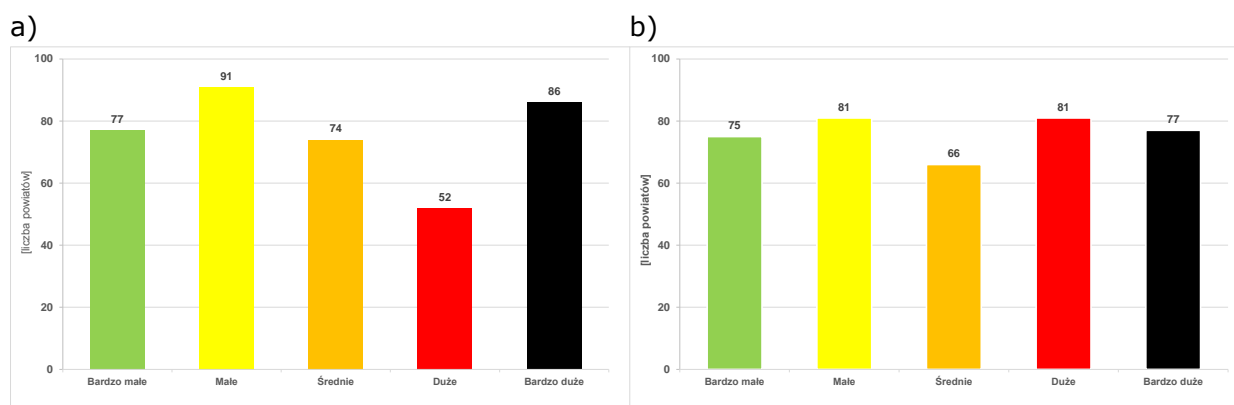 a)
100
80
60
40
20
0
[liczba powiatów]
77
91
74
52
86
Bardzo małe
Małe
Średnie
Duże
Bardzo duże
b)
100
80
60
40
20
0
[liczba powiatów]
75
81
66
81
77
Bardzo małe
Małe
Średnie
Duże
Bardzo duże